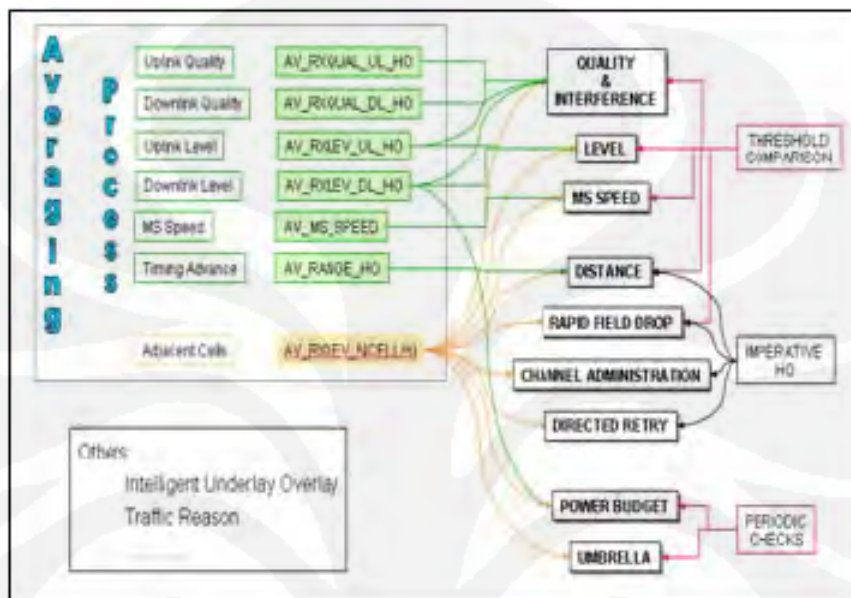 Averaging
Process
Uplink Quality
AV_RXQUAL_UL_HO
Downlink Quality
AV_RXQUAL_DL_HO
Uplink Level
AV_RXLEV_UL_HO
Downlink Level
AV_RXLEV_DL_HO
MS Speed
AV_MS_SPEED
Timing Advance
AV_RANGE_HO
Adjacent Cells
AV_RXLEV_NCELL(n)
QUALITY
&
INTERFERENCE
LEVEL
MS SPEED
DISTANCE
RAPID FIELD DROP
CHANNEL ADMINISTRATION
DIRECTED RETRY
POWER BUDGET
UMBRELLA
THRESHOLD
COMPARISON
IMPERATIVE
HO
PERIODIC
CHECKS
Others:
Intelligent Underlay Overlay
Traffic Reason